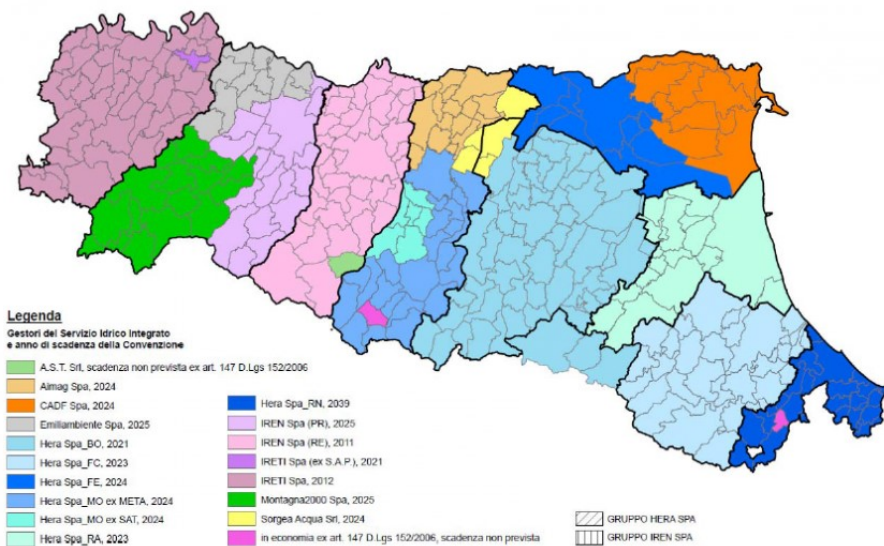 Legenda
Gestori del Servizio Idrico Integrato
e anno di scadenza della Convenzione
A.S.T. Srl, scadenza non prevista ex art. 147 D.Lgs 152/2006
Aimag Spa, 2024
CADF Spa, 2024
Emiliambiente Spa, 2025
Hera Spa_BO, 2021
Hera Spa_FC, 2023
Hera Spa_FE, 2024
Hera Spa_MO ex META, 2024
Hera Spa_MO ex SAT, 2024
Hera Spa_RA, 2023
Hera Spa_RN, 2039
IREN Spa (PR), 2025
IREN Spa (RE), 2011
IRETI Spa (ex S.A.P.), 2021
IRETI Spa, 2012
Montagna2000 Spa, 2025
Sorgea Acqua Srl, 2024
in economia ex art. 147 D.Lgs 152/2006, scadenza non prevista
GRUPPO HERA SPA
GRUPPO IREN SPA